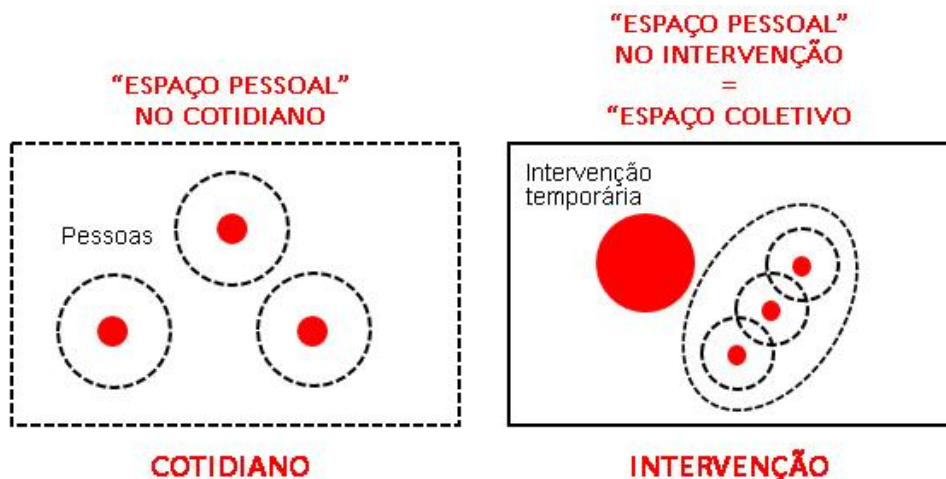 “ESPAÇO PESSOAL”
NO COTIDIANO
Pessoas
COTIDIANO
“ESPAÇO PESSOAL”
NO INTERVENÇÃO
=
“ESPAÇO COLETIVO
Intervenção
temporária
INTERVENÇÃO